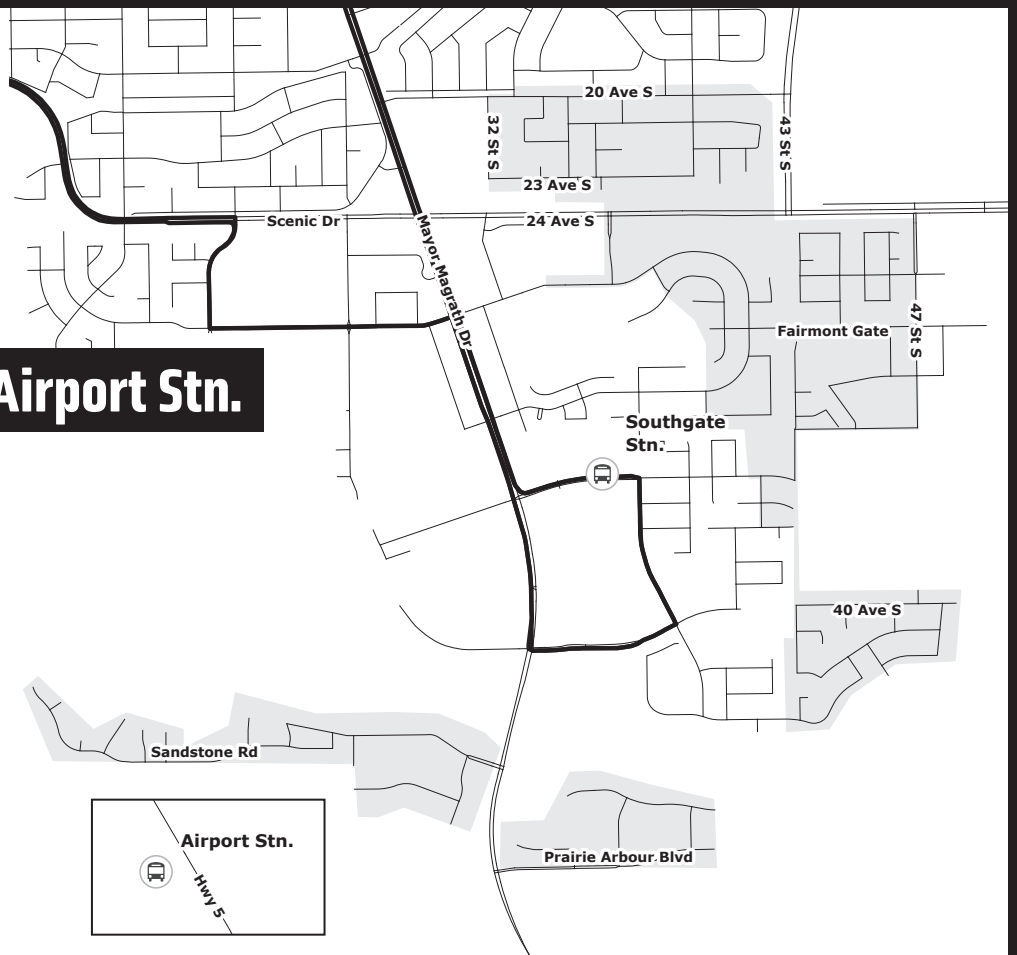 20 Ave S
32 St S
43 St S
23 Ave S
Scenic Dr
24 Ave S
Mayor Magrath Dr
47 St S
Fairmont Gate
Airport Stn.
Southgate
Stn.
40 Ave S
Sandstone Rd
Airport Stn.
Hwy 5
Prairie Arbour Blvd